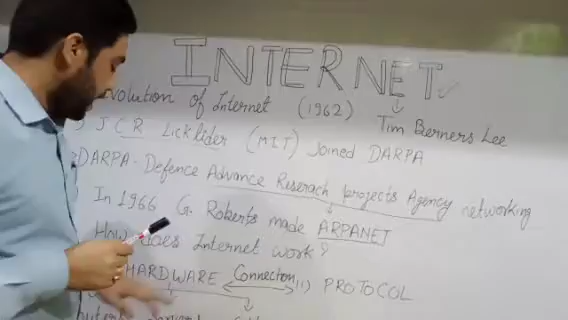 INTERNET
Evolution of Internet (1962) Tim Berners Lee
J C R Licklider (MIT) Joined DARPA
DARPA - Defence Advance Reserach projects Agency networking
In 1966 G. Roberts made ARPANET
How does Internet work?
HARDWARE Connection ii) PROTOCOL